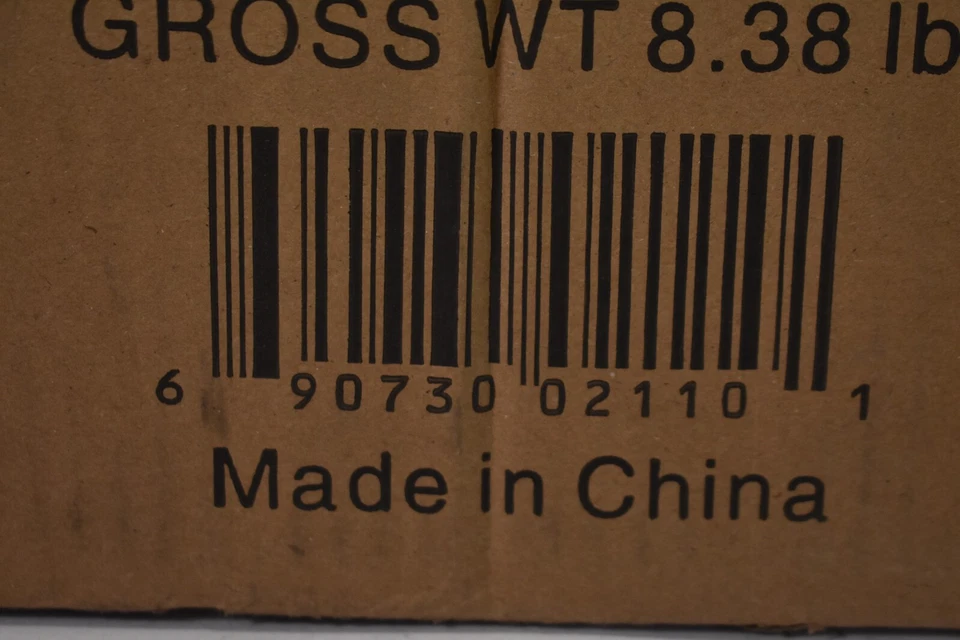 GROSS WT 8.38 lb
6 90730 02110 1
Made in China